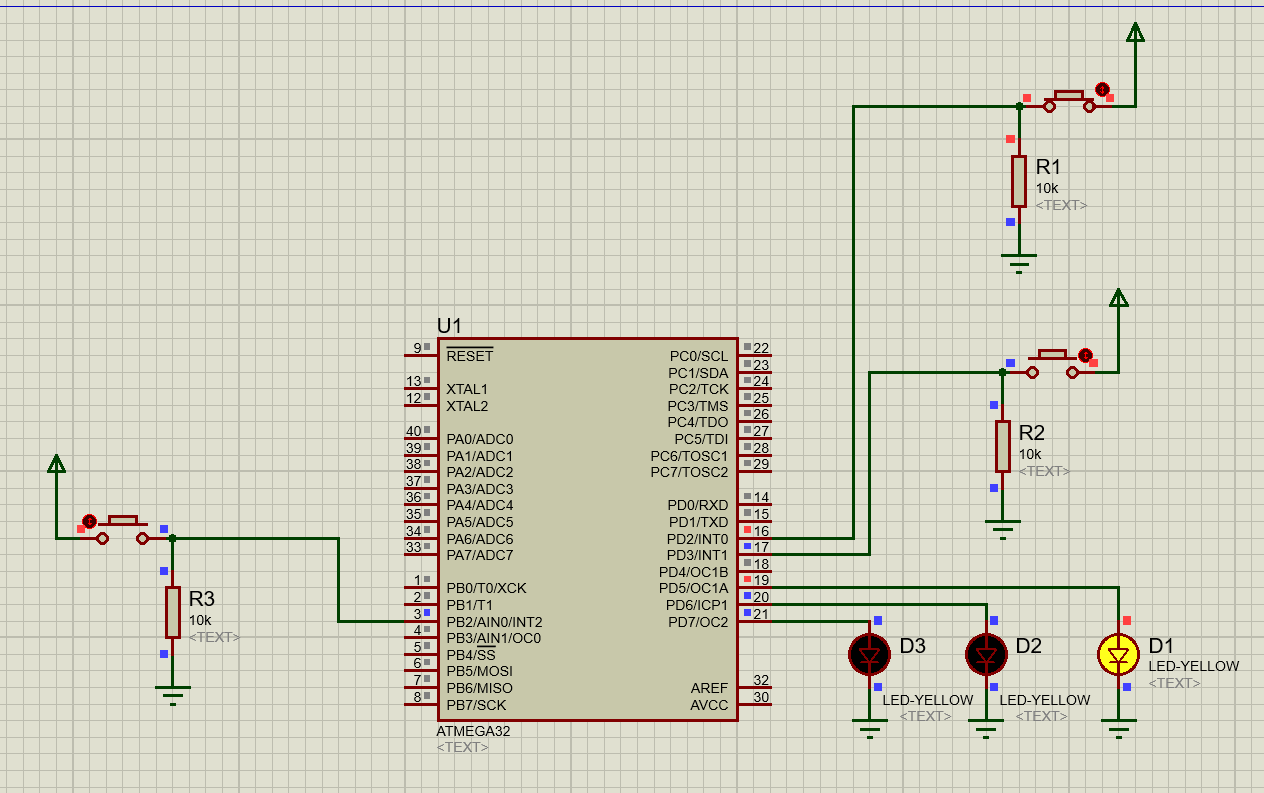 R1
10k
<TEXT>
R2
10k
<TEXT>
R3
10k
<TEXT>
U1
9 RESET
13 XTAL1
12 XTAL2
40 PA0/ADC0
39 PA1/ADC1
38 PA2/ADC2
37 PA3/ADC3
36 PA4/ADC4
35 PA5/ADC5
34 PA6/ADC6
33 PA7/ADC7
1 PB0/T0/XCK
2 PB1/T1
3 PB2/AIN0/INT2
4 PB3/AIN1/OC0
5 PB4/SS
6 PB5/MOSI
7 PB6/MISO
8 PB7/SCK
PC0/SCL 22
PC1/SDA 23
PC2/TCK 24
PC3/TMS 25
PC4/TDO 26
PC5/TDI 27
PC6/TOSC1 28
PC7/TOSC2 29
PD0/RXD 14
PD1/TXD 15
PD2/INT0 16
PD3/INT1 17
PD4/OC1B 18
PD5/OC1A 19
PD6/ICP1 20
PD7/OC2 21
AREF 32
AVCC 30
ATMEGA32
<TEXT>
D3
LED-YELLOW
<TEXT>
D2
LED-YELLOW
<TEXT>
D1
LED-YELLOW
<TEXT>